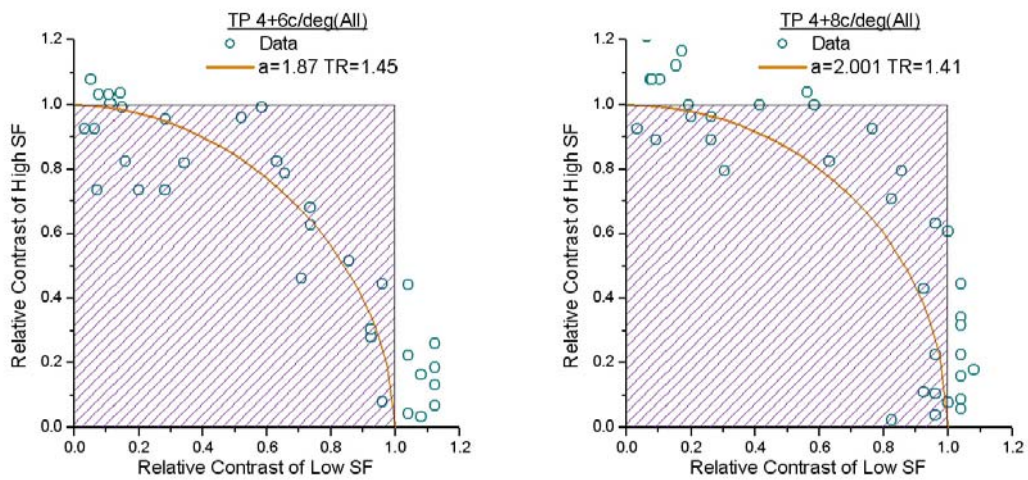 TP 4+6c/deg(All)
Data
a=1.87 TR=1.45
1.2
1.0
0.8
0.6
0.4
0.2
0.0
Relative Contrast of High SF
0.0 0.2 0.4 0.6 0.8 1.0 1.2
Relative Contrast of Low SF
TP 4+8c/deg(All)
Data
a=2.001 TR=1.41
1.2
1.0
0.8
0.6
0.4
0.2
0.0
Relative Contrast of High SF
0.0 0.2 0.4 0.6 0.8 1.0 1.2
Relative Contrast of Low SF